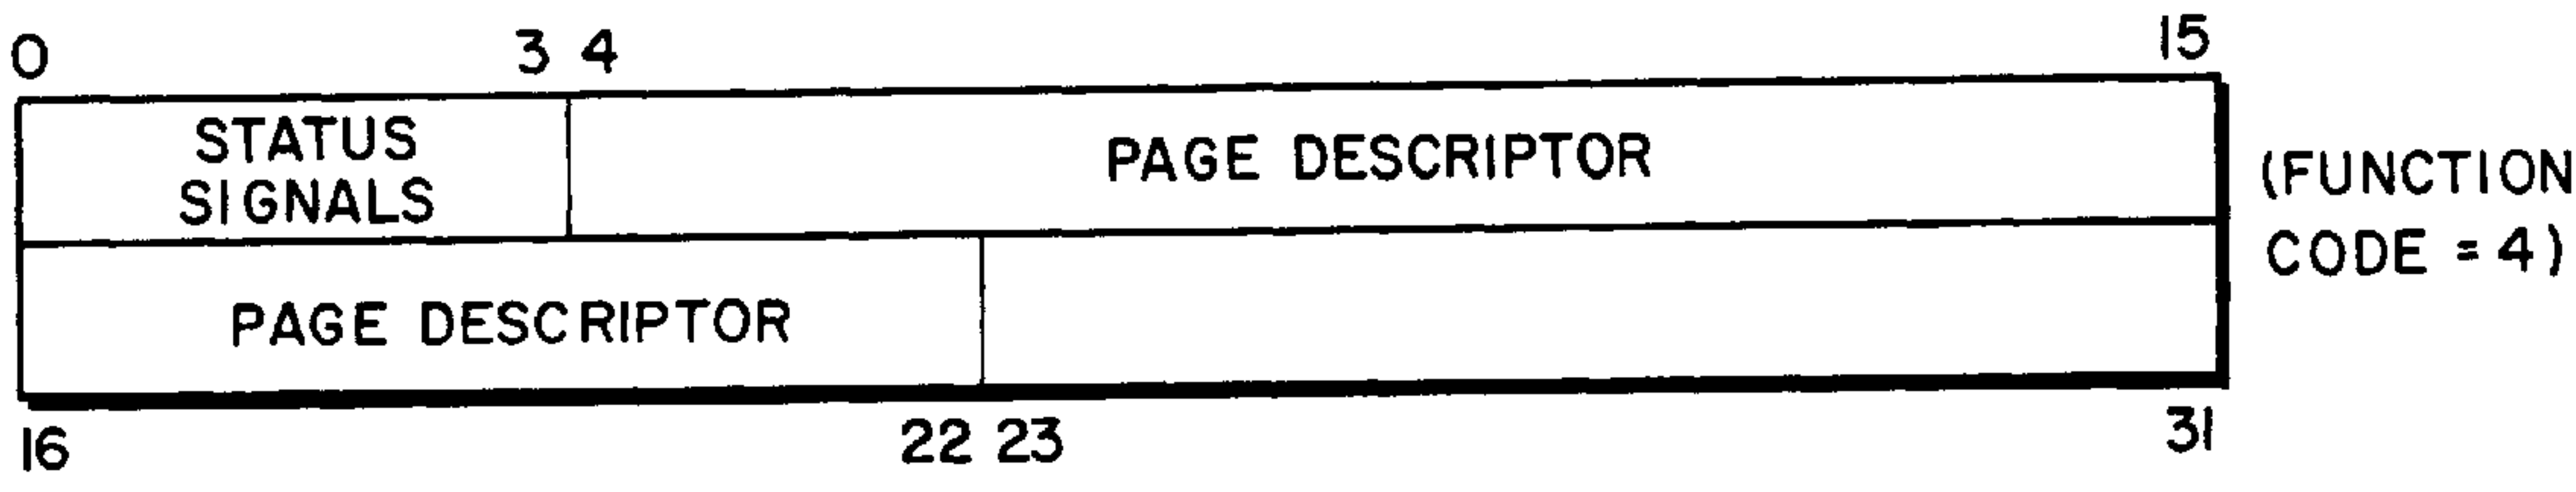 0 3 4 15
STATUS
SIGNALS
PAGE DESCRIPTOR
(FUNCTION
CODE = 4)
PAGE DESCRIPTOR
16 22 23 31